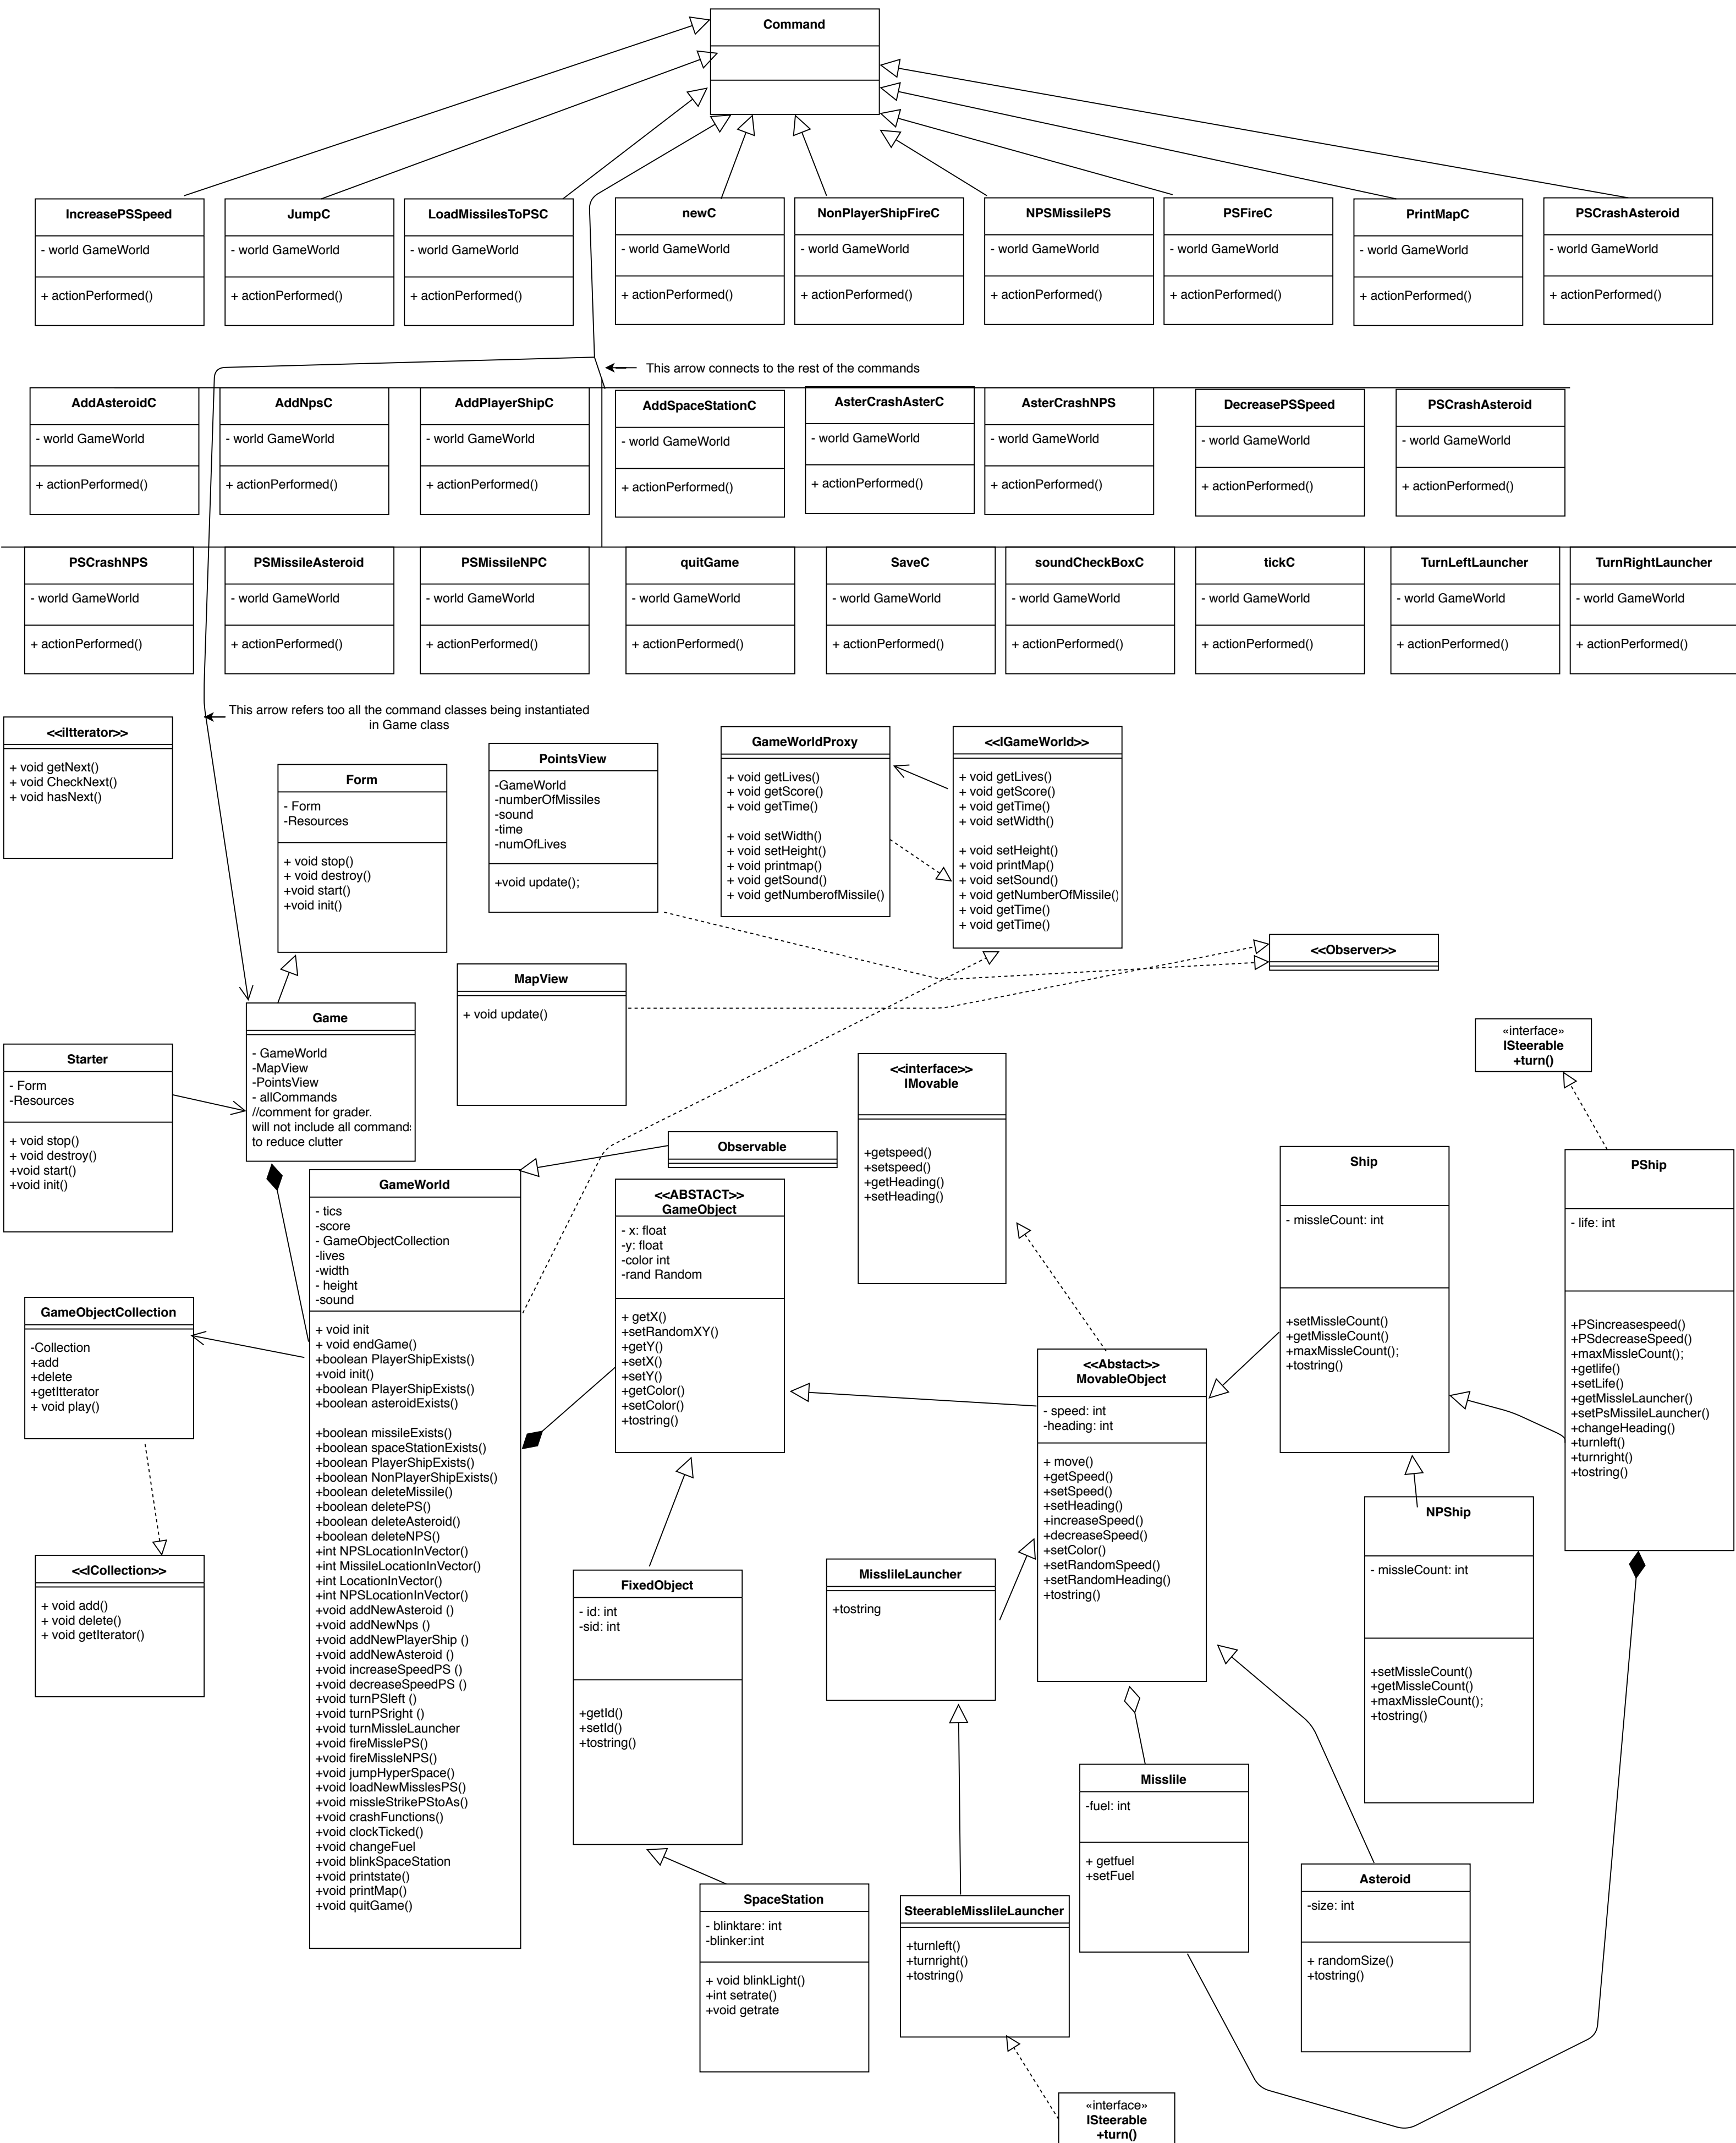 Command
IncreasePSSpeed
- world GameWorld
+ actionPerformed()
JumpC
- world GameWorld
+ actionPerformed()
LoadMissilesToPSC
- world GameWorld
+ actionPerformed()
newC
- world GameWorld
+ actionPerformed()
NonPlayerShipFireC
- world GameWorld
+ actionPerformed()
NPSMissilePS
- world GameWorld
+ actionPerformed()
PSFireC
- world GameWorld
+ actionPerformed()
PrintMapC
- world GameWorld
+ actionPerformed()
PSCrashAsteroid
- world GameWorld
+ actionPerformed()
This arrow connects to the rest of the commands
AddAsteroidC
- world GameWorld
+ actionPerformed()
AddNpsC
- world GameWorld
+ actionPerformed()
AddPlayerShipC
- world GameWorld
+ actionPerformed()
AddSpaceStationC
- world GameWorld
+ actionPerformed()
AsterCrashAsterC
- world GameWorld
+ actionPerformed()
AsterCrashNPS
- world GameWorld
+ actionPerformed()
DecreasePSSpeed
- world GameWorld
+ actionPerformed()
PSCrashAsteroid
- world GameWorld
+ actionPerformed()
PSCrashNPS
- world GameWorld
+ actionPerformed()
PSMissileAsteroid
- world GameWorld
+ actionPerformed()
PSMissileNPC
- world GameWorld
+ actionPerformed()
quitGame
- world GameWorld
+ actionPerformed()
SaveC
- world GameWorld
+ actionPerformed()
soundCheckBoxC
- world GameWorld
+ actionPerformed()
tickC
- world GameWorld
+ actionPerformed()
TurnLeftLauncher
- world GameWorld
+ actionPerformed()
TurnRightLauncher
- world GameWorld
+ actionPerformed()
This arrow refers too all the command classes being instantiated
in Game class
<<iItterator>>
+ void getNext()
+ void CheckNext()
+ void hasNext()
Form
- Form
-Resources
+ void stop()
+ void destroy()
+void start()
+void init()
PointsView
-GameWorld
-numberOfMissiles
-sound
-time
-numOfLives
+void update();
GameWorldProxy
+ void getLives()
+ void getScore()
+ void getTime()
+ void setWidth()
+ void setHeight()
+ void printmap()
+ void getSound()
+ void getNumberofMissile()
<<IGameWorld>>
+ void getLives()
+ void getScore()
+ void getTime()
+ void setWidth()
+ void setHeight()
+ void printMap()
+ void setSound()
+ void getNumberOfMissile()
+ void getTime()
+ void getTime()
<<Observer>>
MapView
+ void update()
Game
- GameWorld
-MapView
-PointsView
- allCommands
//comment for grader.
will not include all command
to reduce clutter
Starter
- Form
-Resources
+ void stop()
+ void destroy()
+void start()
+void init()
«interface»
ISteerable
+turn()
<<interface>>
IMovable
+getspeed()
+setspeed()
+getHeading()
+setHeading()
Observable
GameWorld
- tics
-score
- GameObjectCollection
-lives
-width
- height
-sound
+ void init
+ void endGame()
+boolean PlayerShipExists()
+void init()
+boolean PlayerShipExists()
+boolean asteroidExists()
+boolean missileExists()
+boolean spaceStationExists()
+boolean PlayerShipExists()
+boolean NonPlayerShipExists()
+boolean deleteMissile()
+boolean deletePS()
+boolean deleteAsteroid()
+boolean deleteNPS()
+int NPSLocationInVector()
+int MissileLocationInVector()
+int LocationInVector()
+int NPSLocationInVector()
+void addNewAsteroid ()
+void addNewNps ()
+void addNewPlayerShip ()
+void addNewAsteroid ()
+void increaseSpeedPS ()
+void decreaseSpeedPS ()
+void turnPSleft ()
+void turnPSright ()
+void turnMissleLauncher
+void fireMisslePS()
+void fireMissleNPS()
+void jumpHyperSpace()
+void loadNewMisslesPS()
+void missleStrikePStoAs()
+void crashFunctions()
+void clockTicked()
+void changeFuel
+void blinkSpaceStation
+void printstate()
+void printMap()
+void quitGame()
<<ABSTACT>>
GameObject
- x: float
-y: float
-color int
-rand Random
+ getX()
+setRandomXY()
+getY()
+setX()
+setY()
+getColor()
+setColor()
+tostring()
Ship
- missleCount: int
+setMissleCount()
+getMissleCount()
+maxMissleCount();
+tostring()
PShip
- life: int
+PSincreasespeed()
+PSdecreaseSpeed()
+maxMissleCount();
+getlife()
+setLife()
+getMissleLauncher()
+setPsMissileLauncher()
+changeHeading()
+turnleft()
+turnright()
+tostring()
GameObjectCollection
-Collection
+add
+delete
+getItterator
+ void play()
<<Abstact>>
MovableObject
- speed: int
-heading: int
+ move()
+getSpeed()
+setSpeed()
+setHeading()
+increaseSpeed()
+decreaseSpeed()
+setColor()
+setRandomSpeed()
+setRandomHeading()
+tostring()
NPShip
- missleCount: int
+setMissleCount()
+getMissleCount()
+maxMissleCount();
+tostring()
<<ICollection>>
+ void add()
+ void delete()
+ void getIterator()
FixedObject
- id: int
-sid: int
+getId()
+setId()
+tostring()
MisslileLauncher
+tostring
Misslile
-fuel: int
+ getfuel
+setFuel
Asteroid
-size: int
+ randomSize()
+tostring()
SpaceStation
- blinktare: int
-blinker:int
+ void blinkLight()
+int setrate()
+void getrate
SteerableMisslileLauncher
+turnleft()
+turnright()
+tostring()
«interface»
ISteerable
+turn()